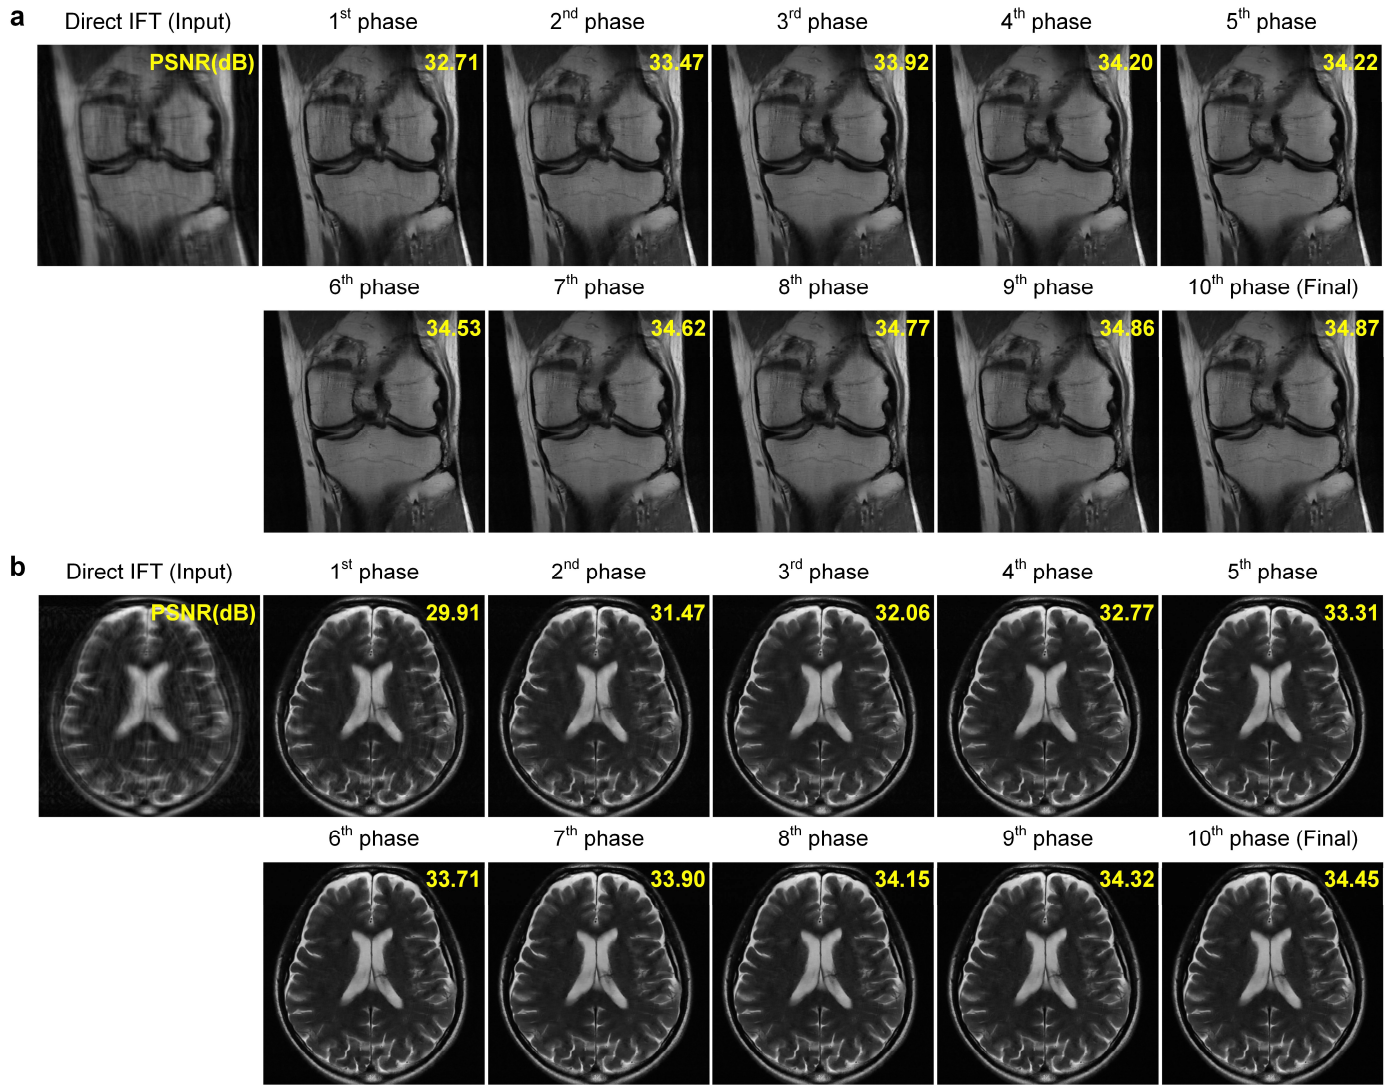 a
Direct IFT (Input) 1st phase 2nd phase 3rd phase 4th phase 5th phase
PSNR(dB) 32.71 33.47 33.92 34.20 34.22
6th phase 7th phase 8th phase 9th phase 10th phase (Final)
34.53 34.62 34.77 34.86 34.87
b
Direct IFT (Input) 1st phase 2nd phase 3rd phase 4th phase 5th phase
PSNR(dB) 29.91 31.47 32.06 32.77 33.31
6th phase 7th phase 8th phase 9th phase 10th phase (Final)
33.71 33.90 34.15 34.32 34.45